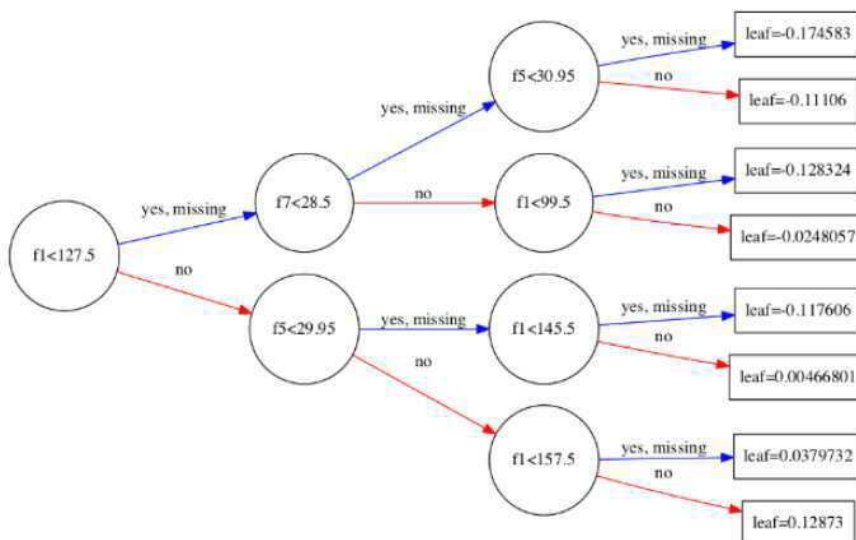 yes, missing
leaf=-0.174583
f5<30.95
no
leaf=-0.11106
yes, missing
yes, missing
leaf=-0.128324
f7<28.5
no
f1<99.5
no
yes, missing
leaf=-0.0248057
f1<127.5
no
yes, missing
leaf=-0.117606
f5<29.95
yes, missing
f1<145.5
no
no
leaf=0.00466801
yes, missing
leaf=0.0379732
f1<157.5
no
leaf=0.12873